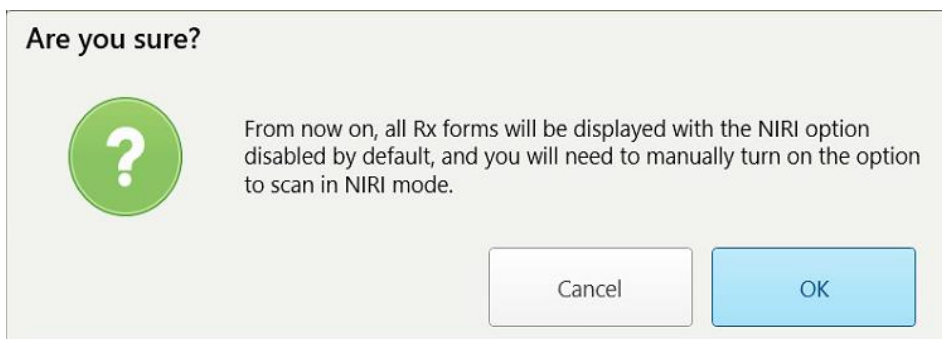 Are you sure?
?
From now on, all Rx forms will be displayed with the NIRI option
disabled by default, and you will need to manually turn on the option
to scan in NIRI mode.
Cancel
OK